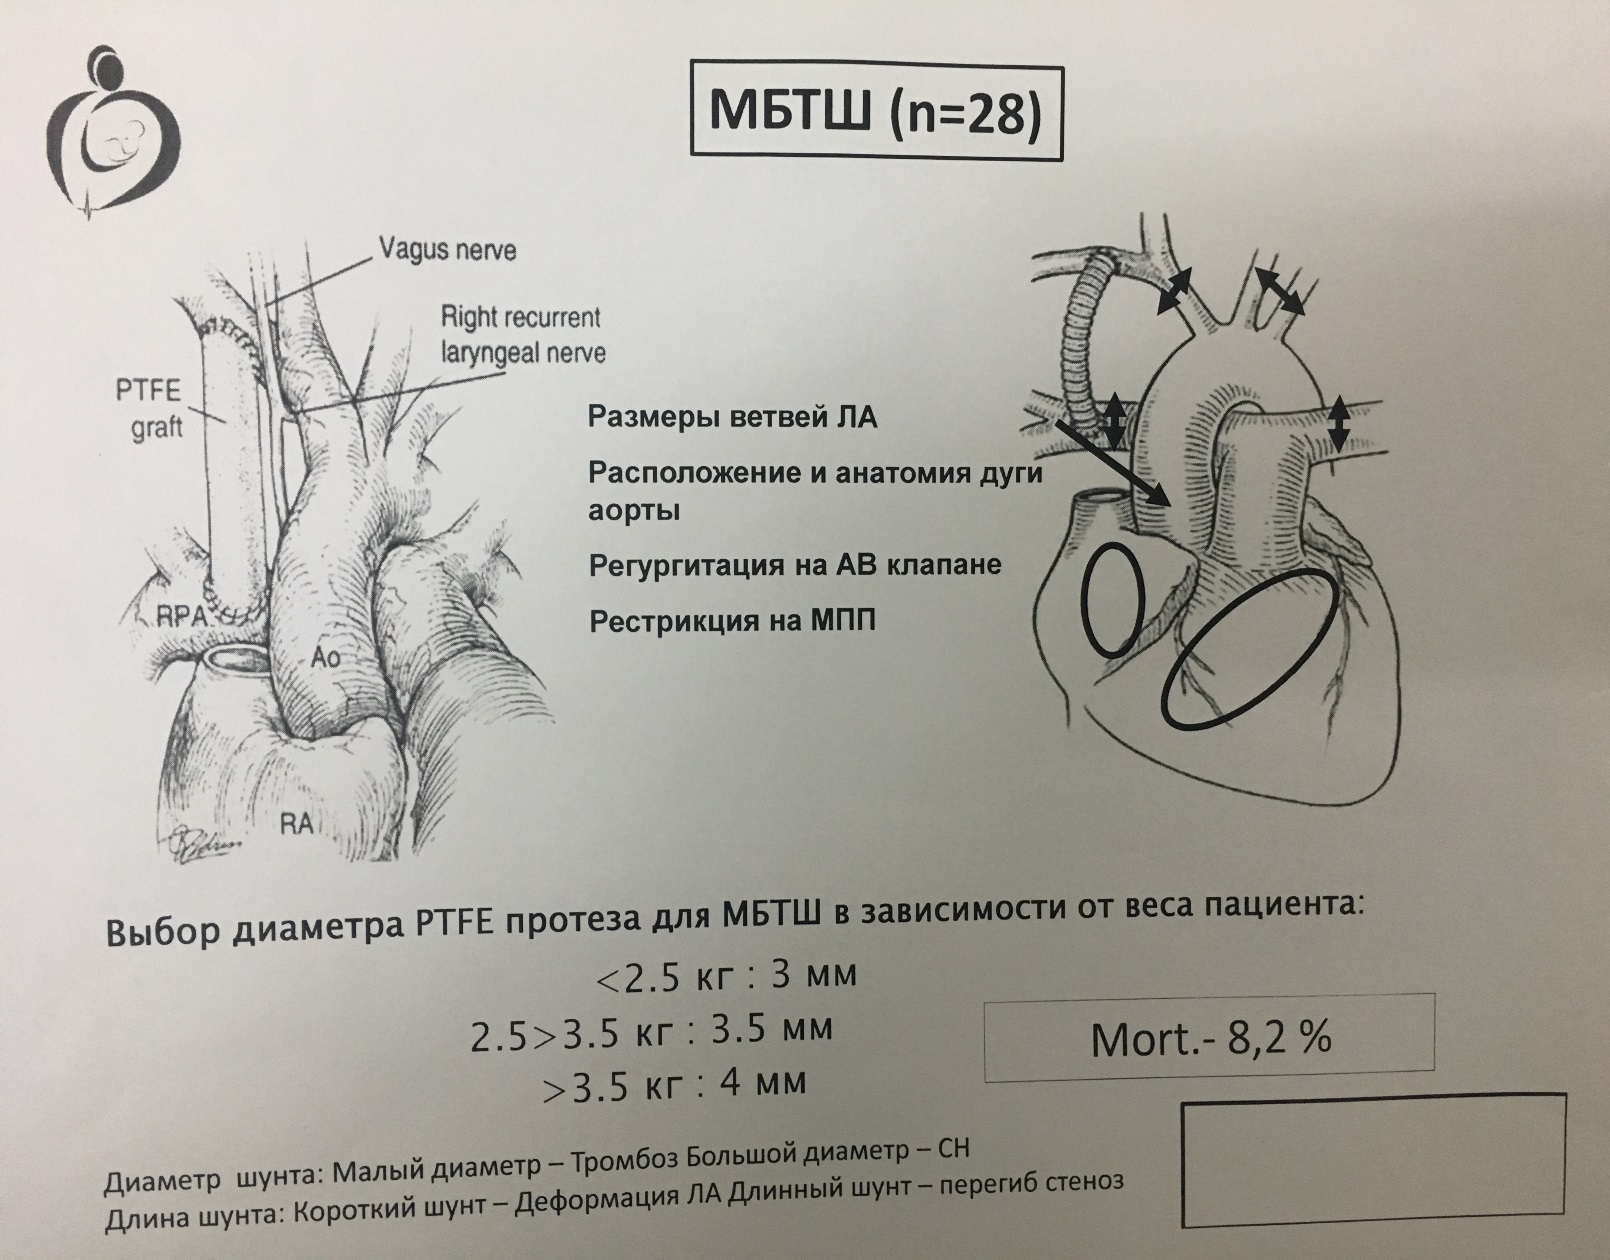 МБТШ (n=28)
Vagus nerve
Right recurrent
laryngeal nerve
PTFE
graft
RPA
Ao
RA
Размеры ветвей ЛА
Расположение и анатомия дуги
аорты
Регургитация на АВ клапане
Рестрикция на МПП
Выбор диаметра PTFE протеза для МБТШ в зависимости от веса пациента:
<2.5 кг : 3 мм
2.5>3.5 кг : 3.5 мм
>3.5 кг : 4 мм
Mort.- 8,2 %
Диаметр шунта: Малый диаметр – Тромбоз Большой диаметр – СН
Длина шунта: Короткий шунт – Деформация ЛА Длинный шунт – перегиб стеноз